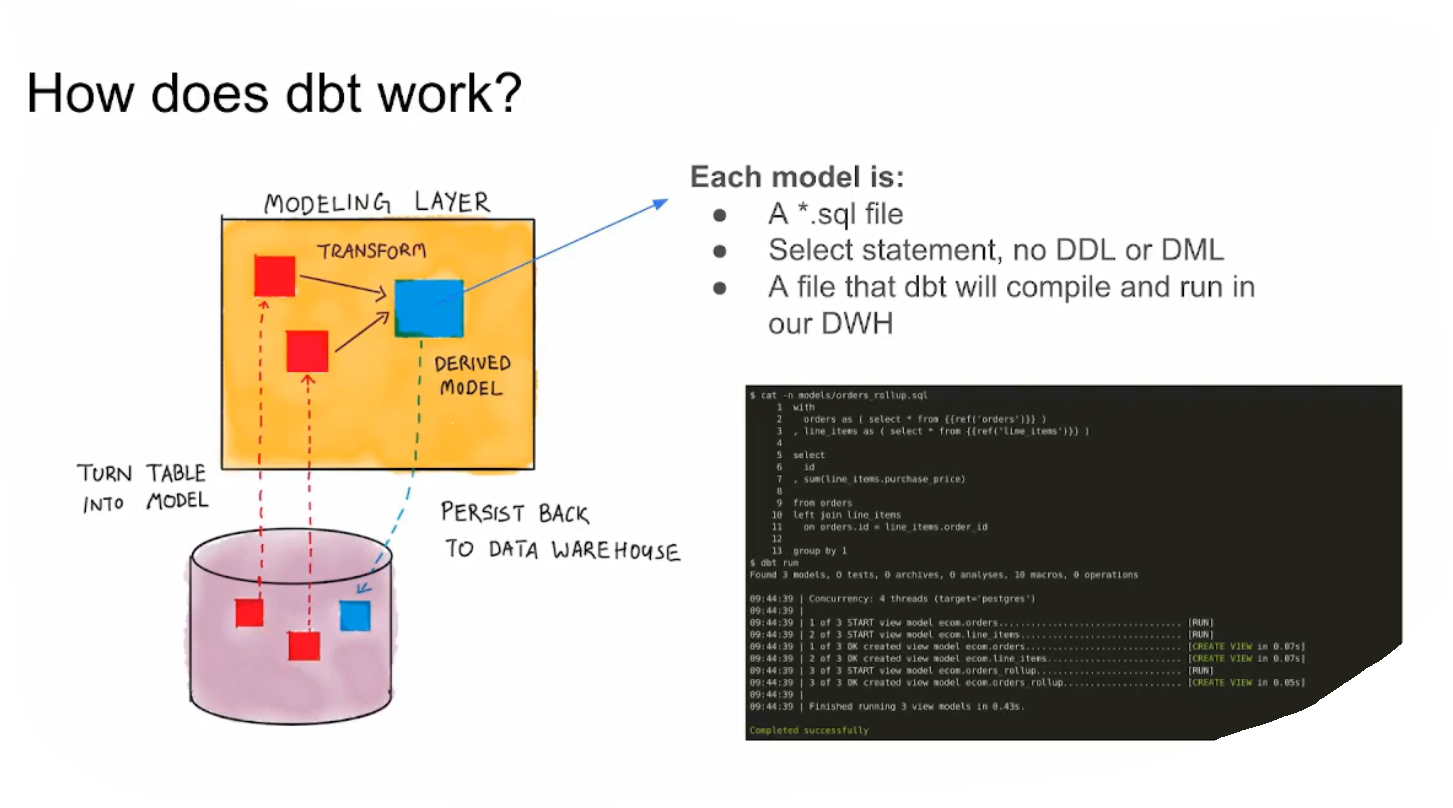 How does dbt work?
MODELING LAYER
TRANSFORM
DERIVED
MODEL
TURN TABLE
INTO MODEL
PERSIST BACK
TO DATA WAREHOUSE
Each model is:
● A *.sql file
● Select statement, no DDL or DML
● A file that dbt will compile and run in
our DWH
$ cat -n models/orders_rollup.sql
1 with
2 orders as ( select * from {{ref('orders')}} )
3 , line_items as ( select * from {{ref('line_items')}} )
4
5 select
6 id
7 , sum(line_items.purchase_price)
8
9 from orders
10 left join line_items
11 on orders.id = line_items.order_id
12
13 group by 1
$ dbt run
Found 3 models, 0 tests, 0 archives, 0 analyses, 10 macros, 0 operations
09:44:39 | Concurrency: 4 threads (target='postgres')
09:44:39 |
09:44:39 | 1 of 3 START view model ecom.orders............................... [RUN]
09:44:39 | 2 of 3 START view model ecom.line_items........................... [RUN]
09:44:39 | 1 of 3 OK created view model ecom.orders.......................... [CREATE VIEW in 0.07s]
09:44:39 | 2 of 3 OK created view model ecom.line_items...................... [CREATE VIEW in 0.07s]
09:44:39 | 3 of 3 START view model ecom.orders_rollup........................ [RUN]
09:44:39 | 3 of 3 OK created view model ecom.orders_rollup................... [CREATE VIEW in 0.05s]
09:44:39 |
09:44:39 | Finished running 3 view models in 0.43s.
Completed successfully